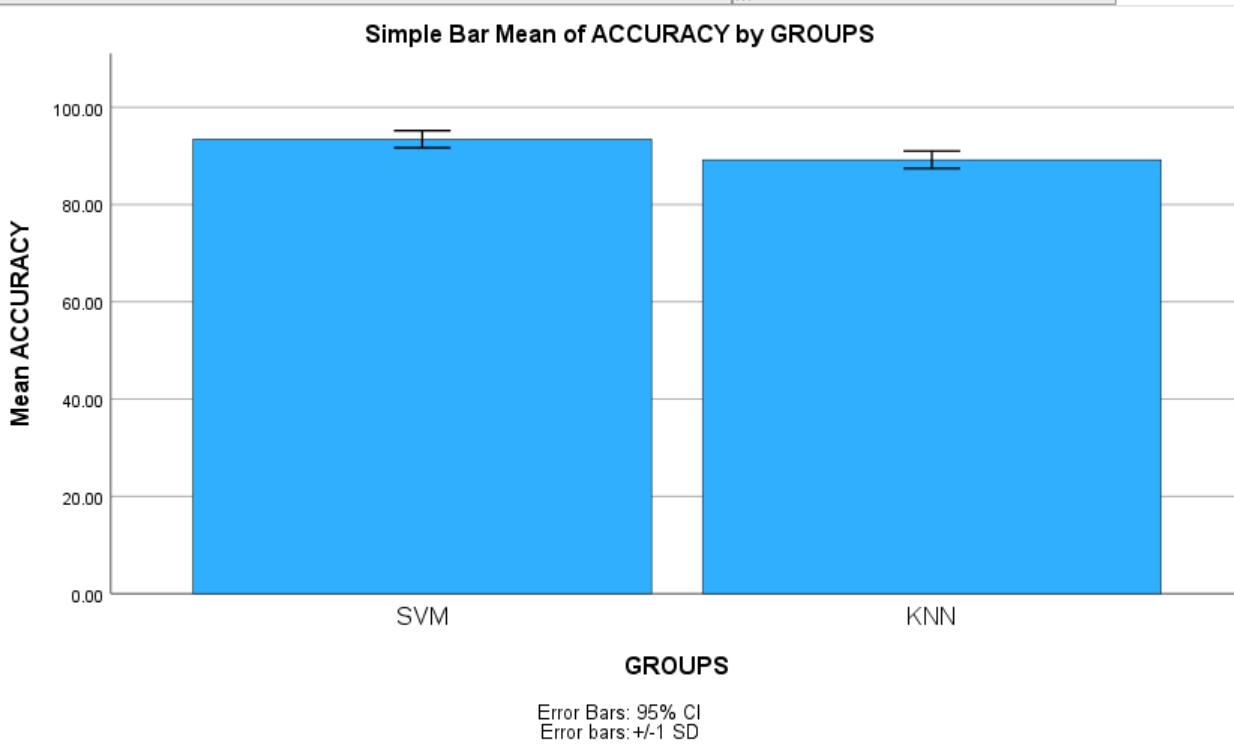 Simple Bar Mean of ACCURACY by GROUPS
100.00
80.00
60.00
40.00
20.00
0.00
Mean ACCURACY
SVM KNN
GROUPS
Error Bars: 95% CI
Error bars:+/-1 SD